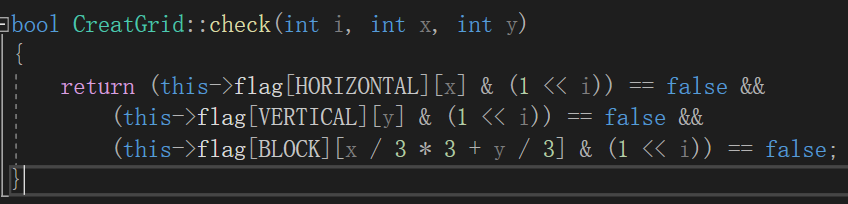 bool CreatGrid::check(int i, int x, int y)
{
return (this->flag[HORIZONTAL][x] & (1 << i)) == false &&
(this->flag[VERTICAL][y] & (1 << i)) == false &&
(this->flag[BLOCK][x / 3 * 3 + y / 3] & (1 << i)) == false;
}